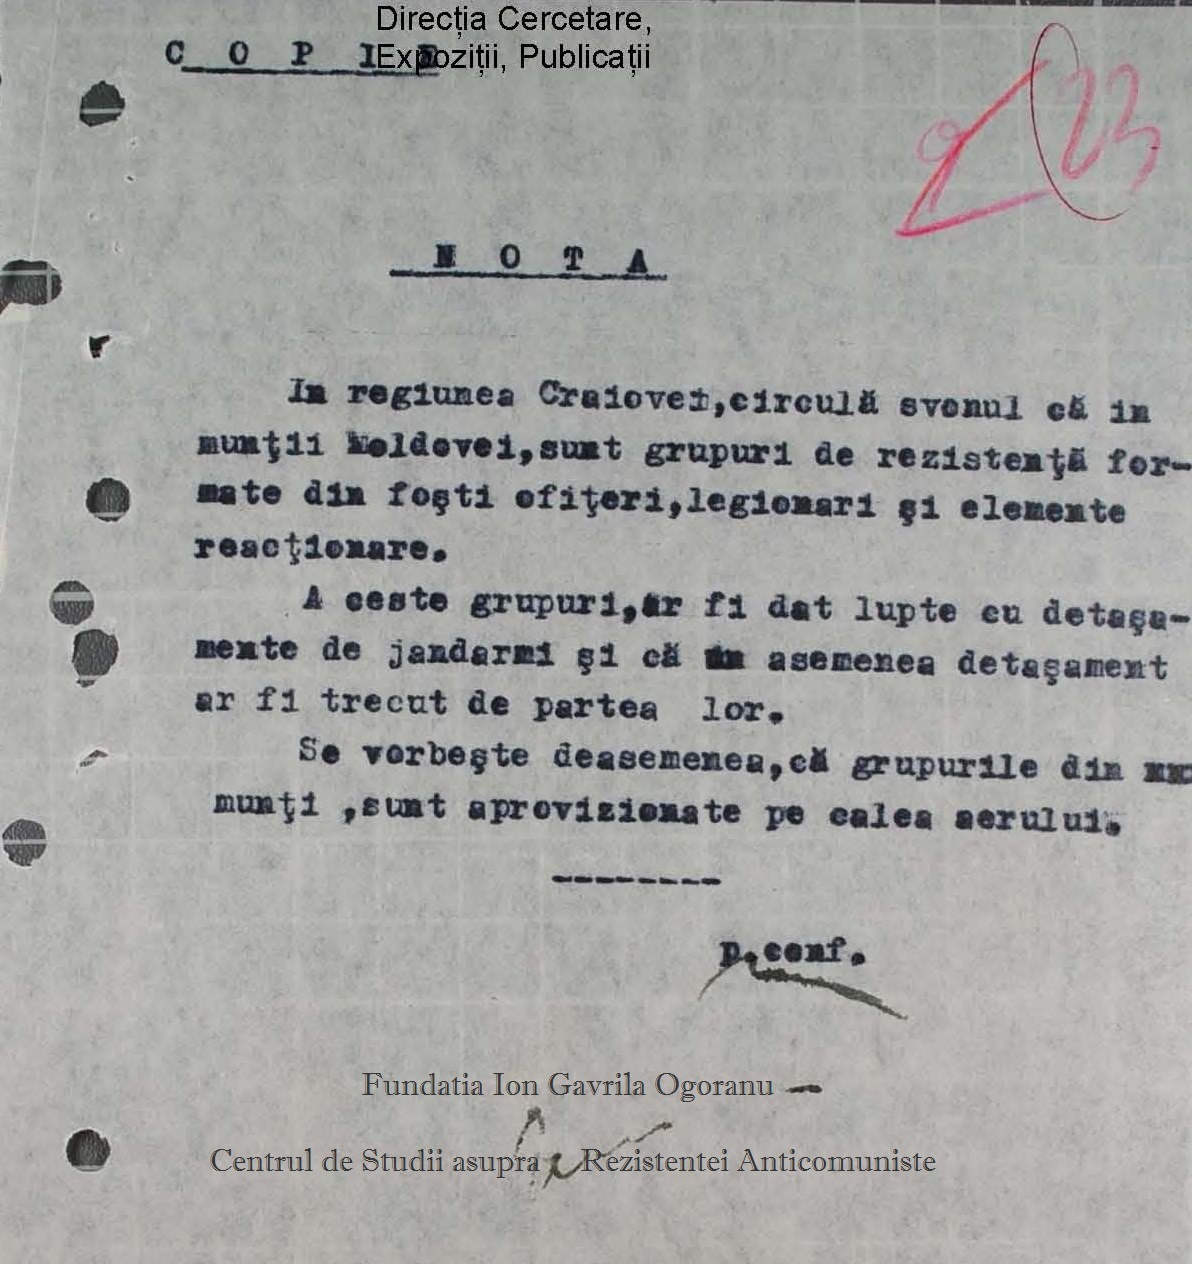 Direcția Cercetare,
Expoziții, Publicații
C O P I E
23
N O T A
In regiunea Craiovei,circulă svonul că in
munţii Moldovei,sunt grupuri de rezistenţă for-
mate din foşti ofiţeri,legionari şi elemente
reacţionare.
A ceste grupuri,ar fi dat lupte cu detaşa-
mente de jandarmi şi că un asemenea detaşament
ar fi trecut de partea lor.
Se vorbeşte deasemenea,că grupurile din
munţi ,sunt aprovizionate pe calea aerului.
--------
p.conf.
Fundatia Ion Gavrila Ogoranu
Centrul de Studii asupra Rezistentei Anticomuniste